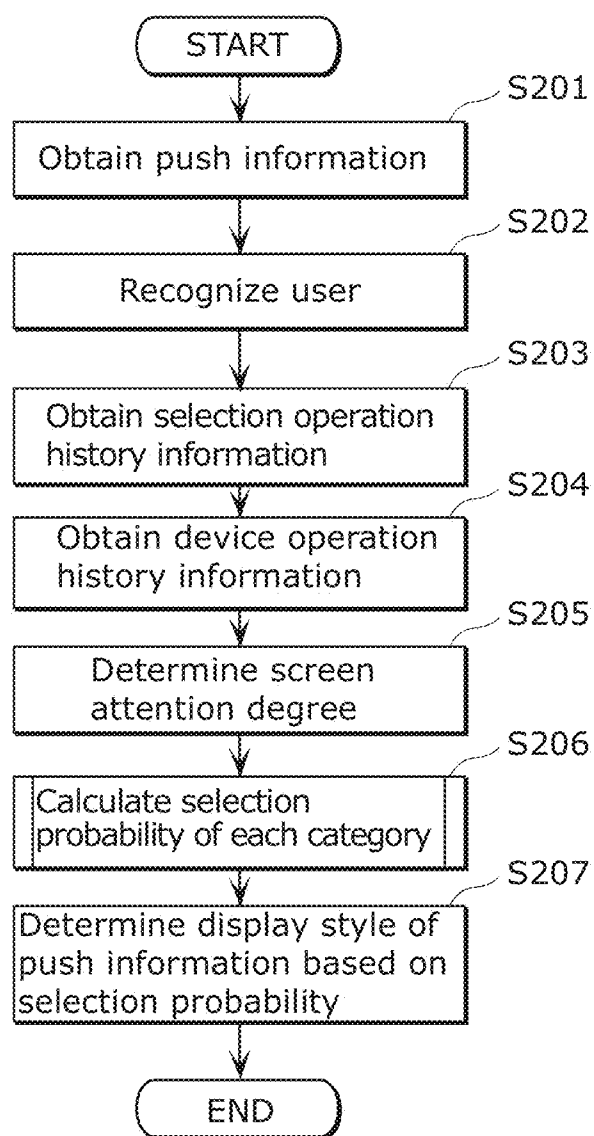 START
S201
Obtain push information
S202
Recognize user
S203
Obtain selection operation
history information
S204
Obtain device operation
history information
S205
Determine screen
attention degree
S206
Calculate selection
probability of each category
S207
Determine display style of
push information based on
selection probability
END